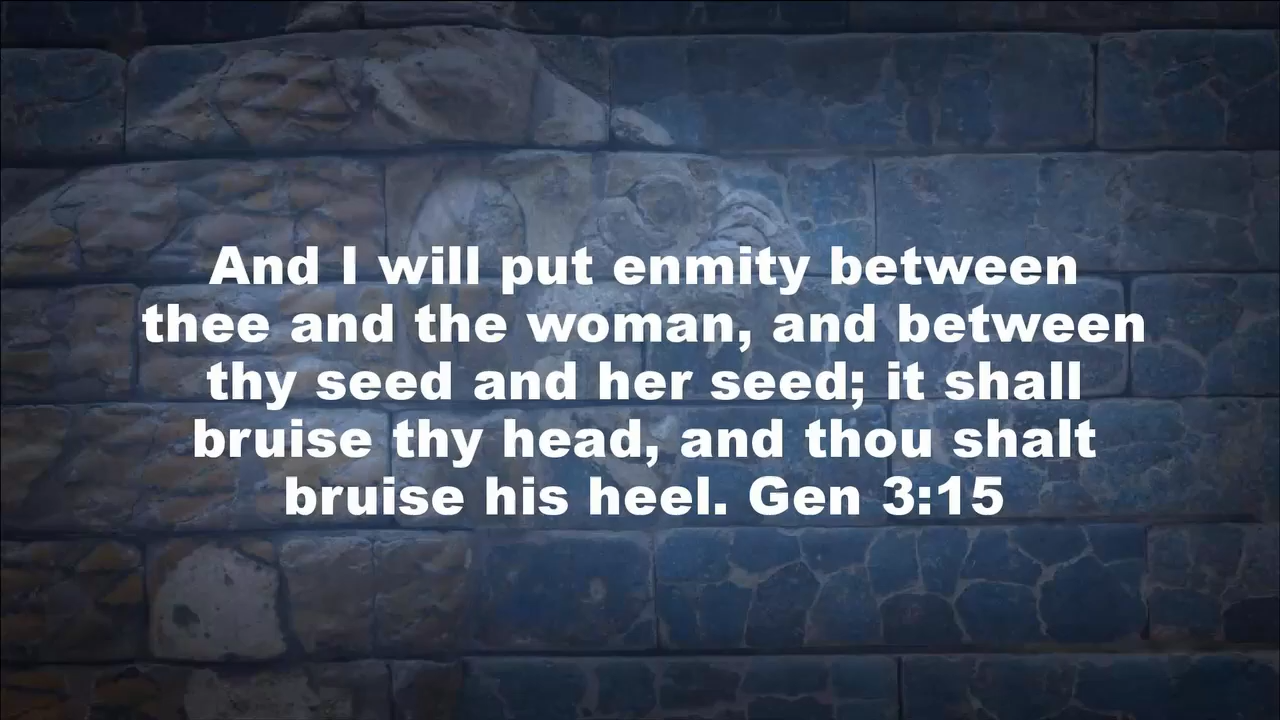 And I will put enmity between
thee and the woman, and between
thy seed and her seed; it shall
bruise thy head, and thou shalt
bruise his heel. Gen 3:15